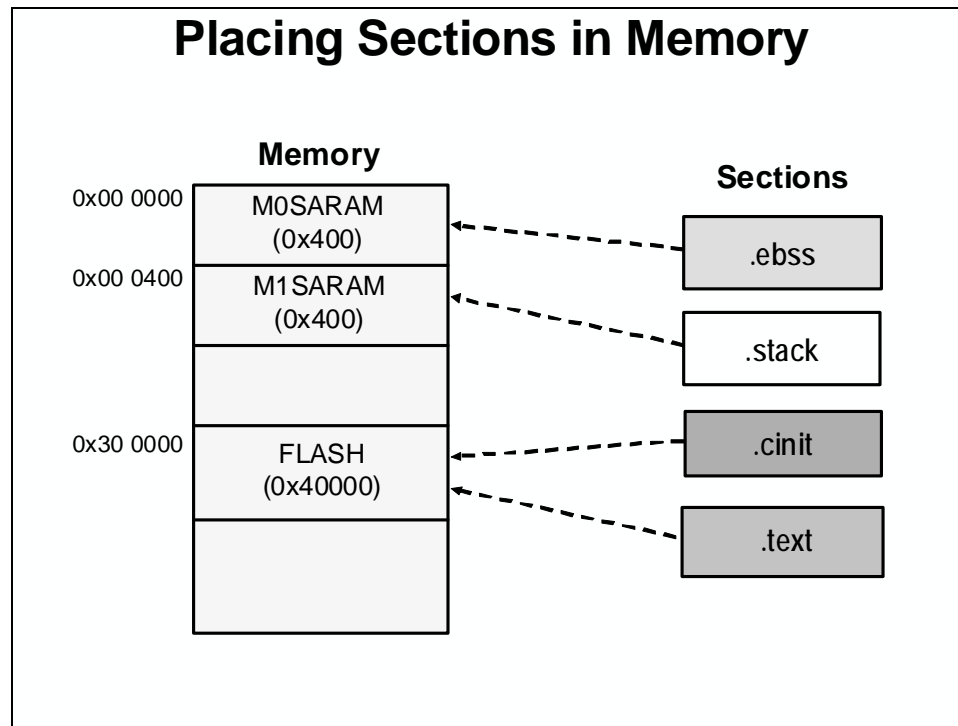 Placing Sections in Memory
Memory
Sections
0x00 0000
M0SARAM
(0x400)
.ebss
0x00 0400
M1SARAM
(0x400)
.stack
0x30 0000
FLASH
(0x40000)
.cinit
.text